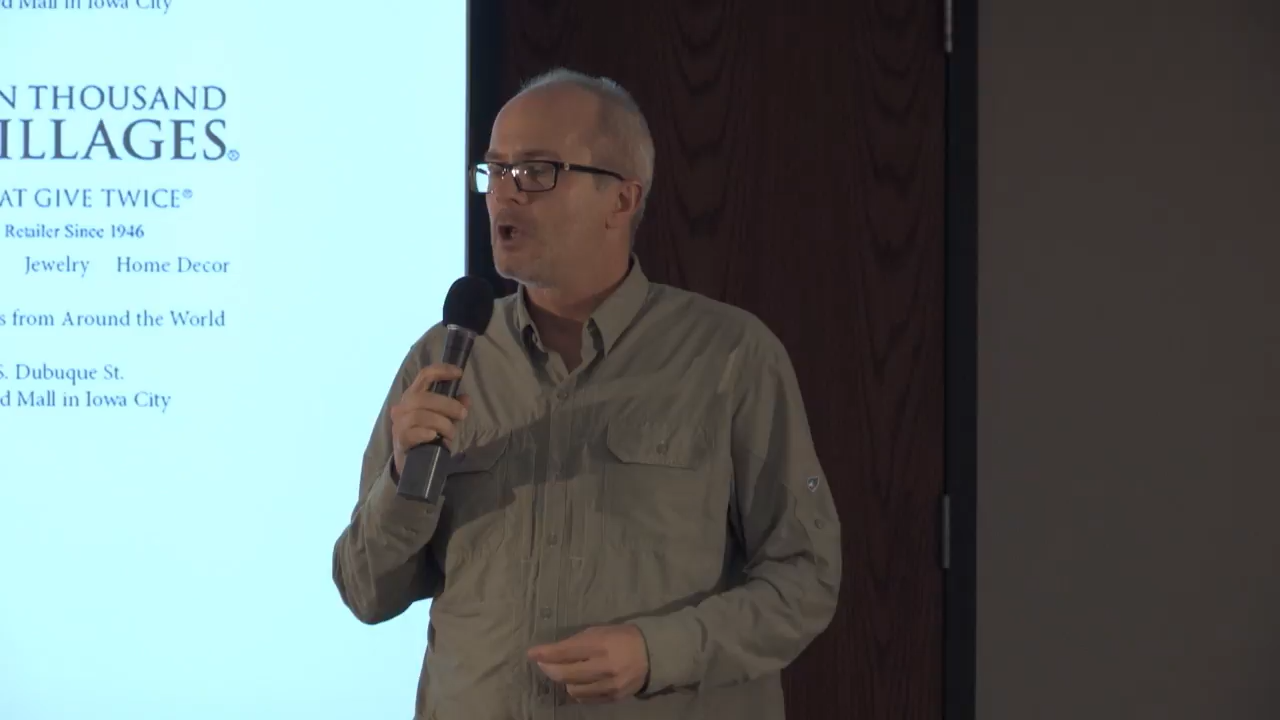 d Mall in Iowa City
N THOUSAND
ILLAGES®
AT GIVE TWICE®
Retailer Since 1946
Jewelry Home Decor
s from Around the World
S. Dubuque St.
d Mall in Iowa City